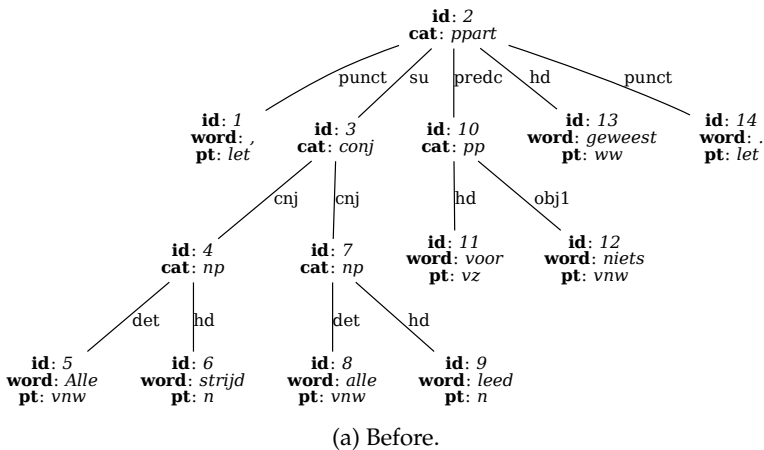 id: 2
cat: ppart
punct su predc hd punct
id: 1
word: ,
pt: let
id: 3
cat: conj
id: 10
cat: pp
id: 13
word: geweest
pt: ww
id: 14
word: .
pt: let
cnj cnj hd obj1
id: 4
cat: np
id: 7
cat: np
id: 11
word: voor
pt: vz
id: 12
word: niets
pt: vnw
det hd det hd
id: 5
word: Alle
pt: vnw
id: 6
word: strijd
pt: n
id: 8
word: alle
pt: vnw
id: 9
word: leed
pt: n
(a) Before.